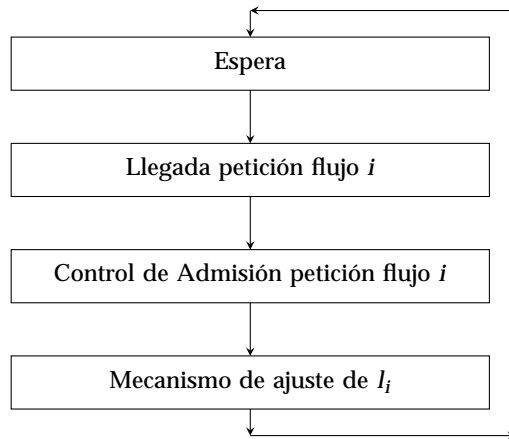 Espera
Llegada petición flujo i
Control de Admisión petición flujo i
Mecanismo de ajuste de lᵢ